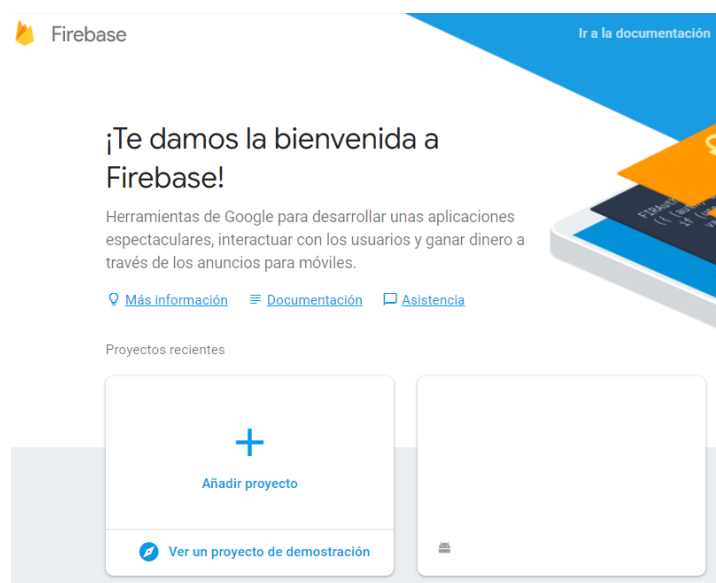 Firebase
Ir a la documentación
¡Te damos la bienvenida a
Firebase!
Herramientas de Google para desarrollar unas aplicaciones
espectaculares, interactuar con los usuarios y ganar dinero a
través de los anuncios para móviles.
Más información Documentación Asistencia
Proyectos recientes
Añadir proyecto
Ver un proyecto de demostración